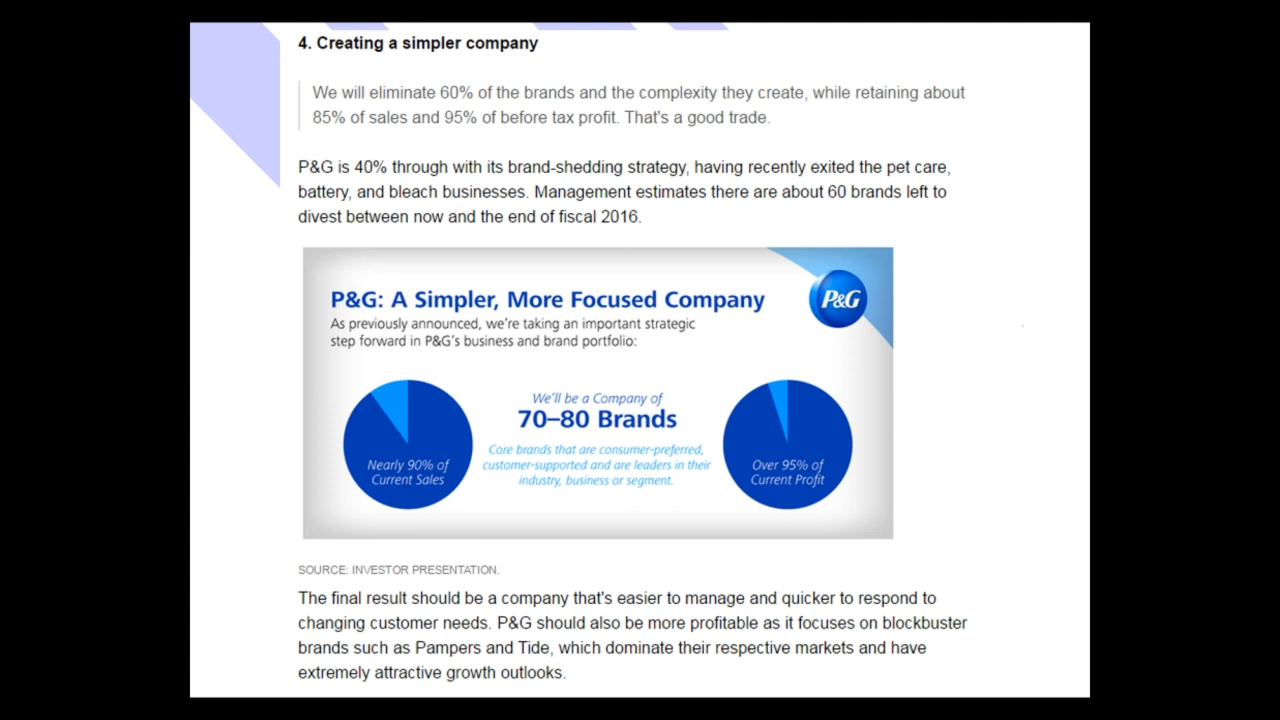 4. Creating a simpler company
We will eliminate 60% of the brands and the complexity they create, while retaining about
85% of sales and 95% of before tax profit. That's a good trade.
P&G is 40% through with its brand-shedding strategy, having recently exited the pet care,
battery, and bleach businesses. Management estimates there are about 60 brands left to
divest between now and the end of fiscal 2016.
P&G: A Simpler, More Focused Company
P&G
As previously announced, we're taking an important strategic
step forward in P&G's business and brand portfolio:
Nearly 90% of
Current Sales
We'll be a Company of
70–80 Brands
Core brands that are consumer-preferred,
customer-supported and are leaders in their
industry, business or segment.
Over 95% of
Current Profit
SOURCE: INVESTOR PRESENTATION.
The final result should be a company that's easier to manage and quicker to respond to
changing customer needs. P&G should also be more profitable as it focuses on blockbuster
brands such as Pampers and Tide, which dominate their respective markets and have
extremely attractive growth outlooks.